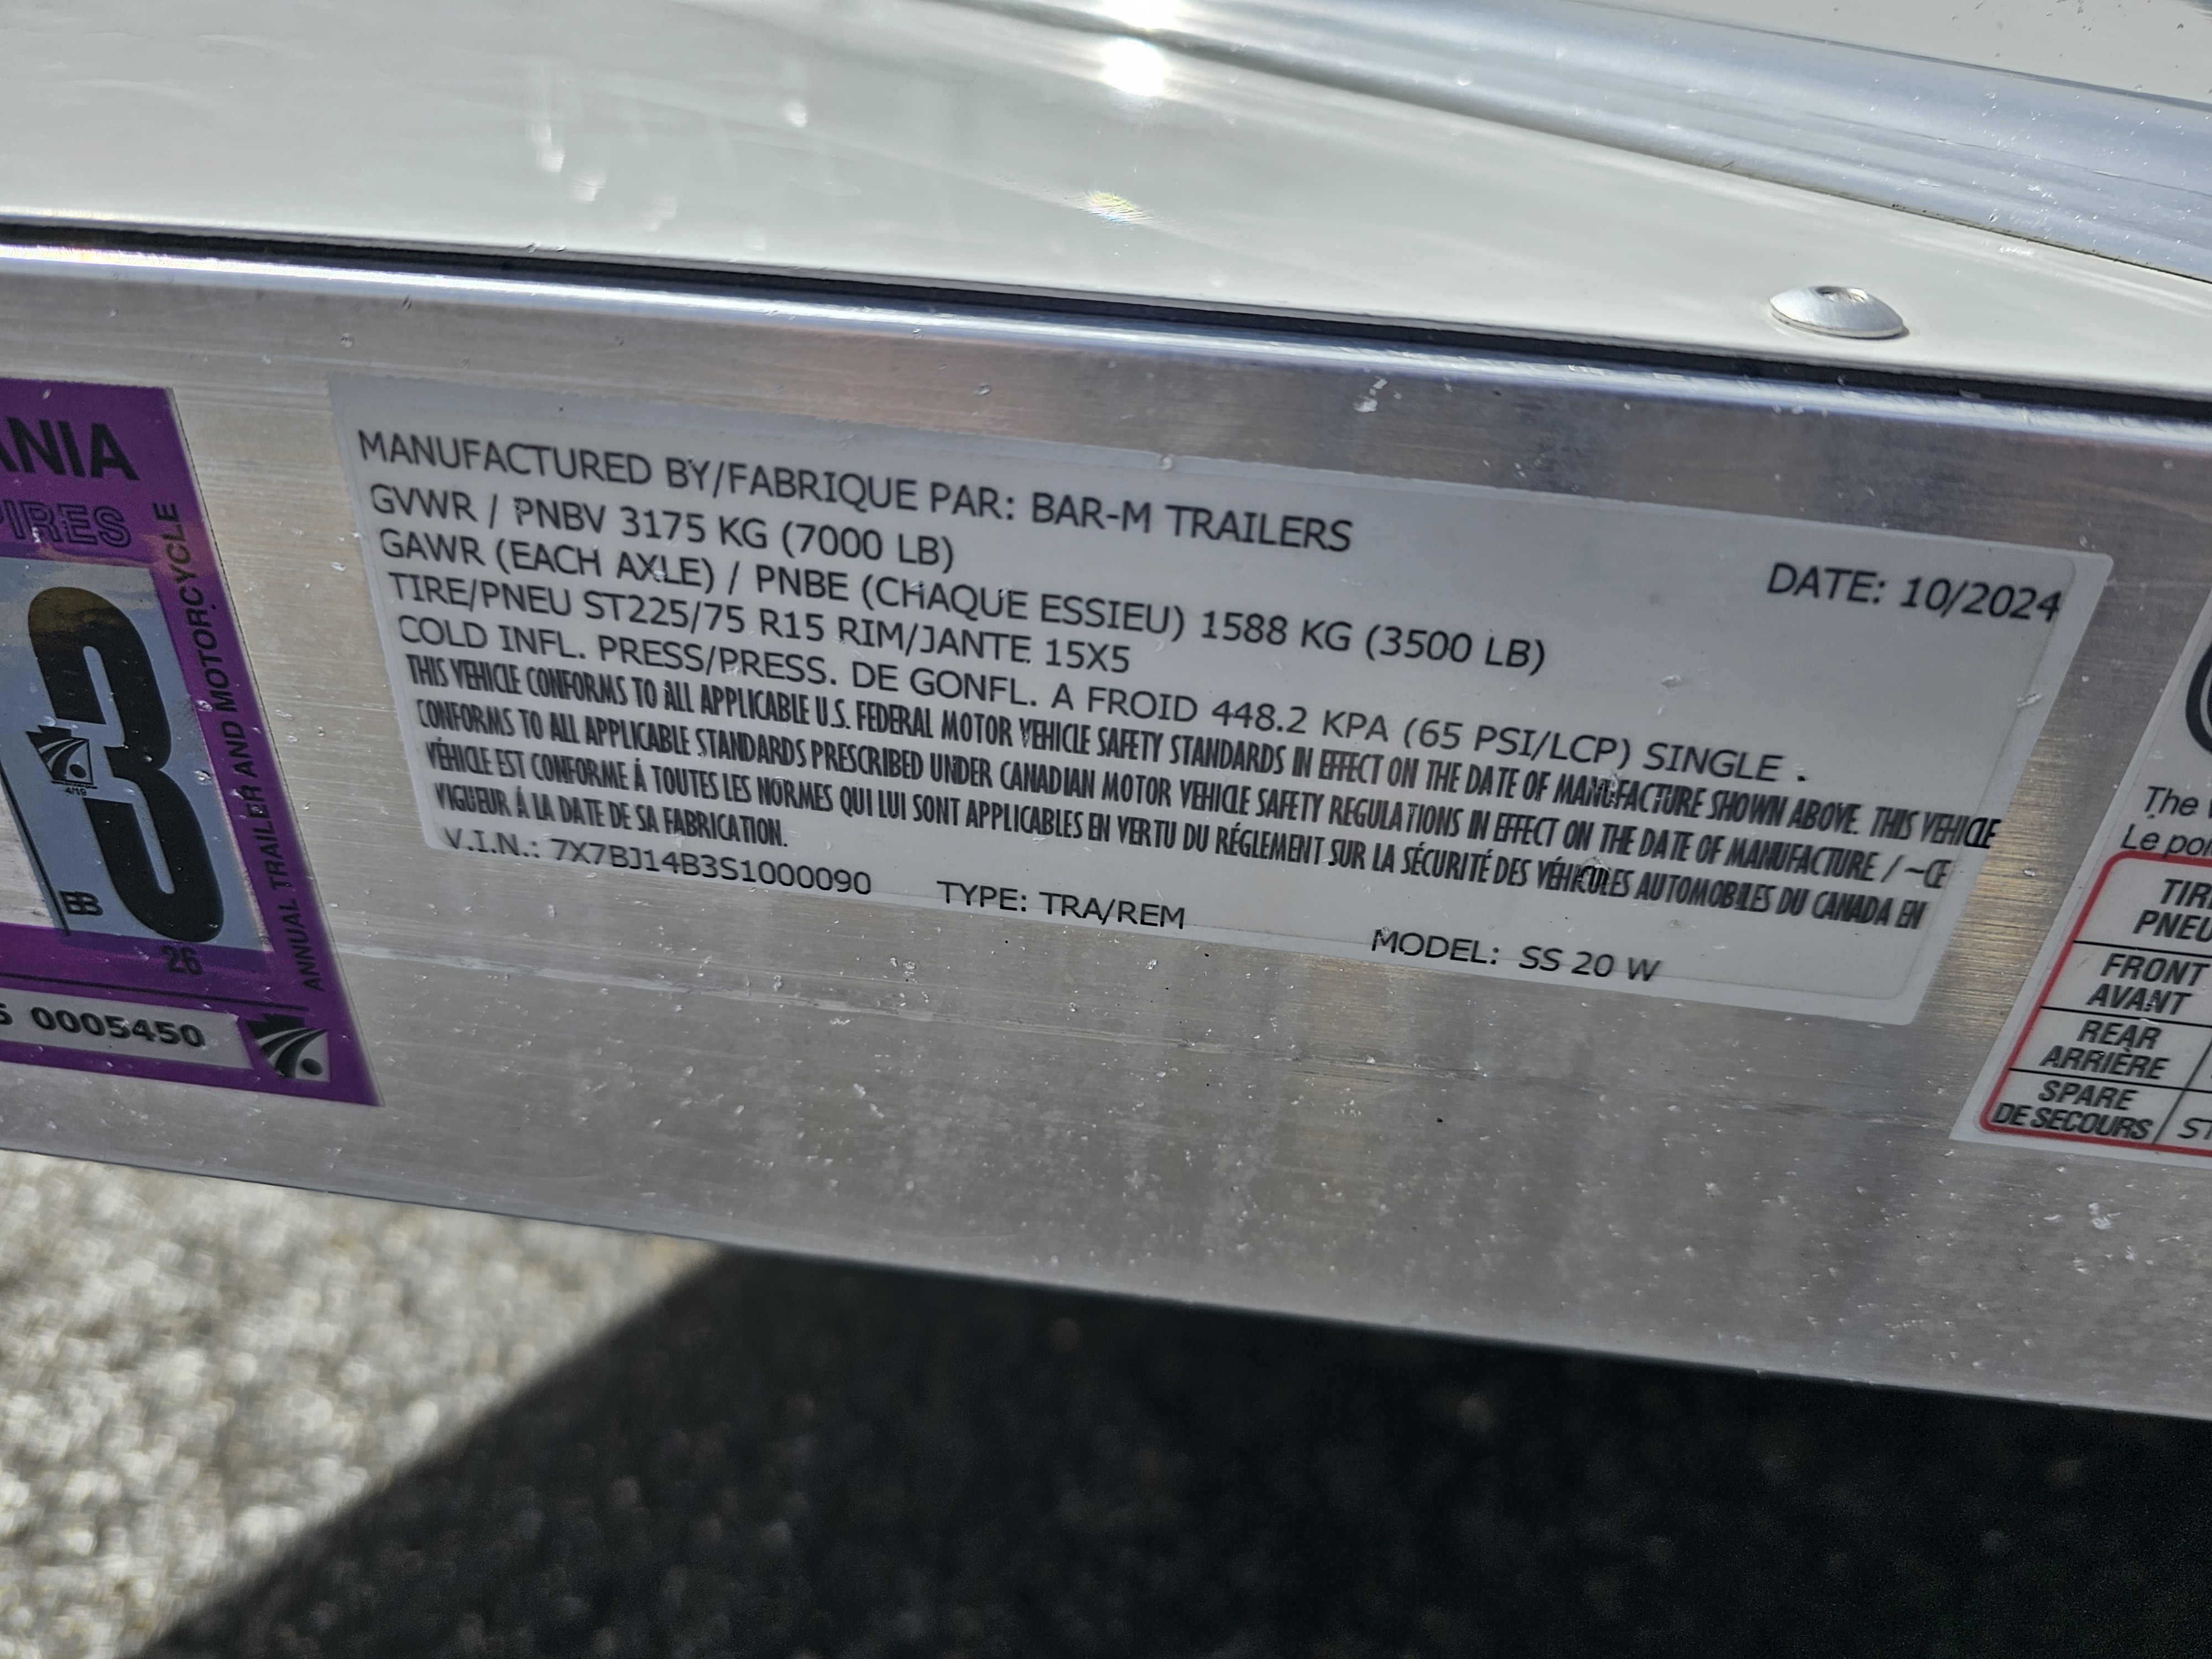 ANIA
PIRES
3
4/19
BB
26
ANNUAL TRAILER AND MOTORCYCLE
0005450
MANUFACTURED BY/FABRIQUE PAR: BAR-M TRAILERS
DATE: 10/2024
GVWR / PNBV 3175 KG (7000 LB)
GAWR (EACH AXLE) / PNBE (CHAQUE ESSIEU) 1588 KG (3500 LB)
TIRE/PNEU ST225/75 R15 RIM/JANTE 15X5
COLD INFL. PRESS/PRESS. DE GONFL. A FROID 448.2 KPA (65 PSI/LCP) SINGLE .
THIS VEHICLE CONFORMS TO ALL APPLICABLE U.S. FEDERAL MOTOR VEHICLE SAFETY STANDARDS IN EFFECT ON THE DATE OF MANUFACTURE SHOWN ABOVE. THIS VEHICLE
CONFORMS TO ALL APPLICABLE STANDARDS PRESCRIBED UNDER CANADIAN MOTOR VEHICLE SAFETY REGULATIONS IN EFFECT ON THE DATE OF MANUFACTURE / ~CE
VÉHICLE EST CONFORME Á TOUTES LES NORMES QUI LUI SONT APPLICABLES EN VERTU DU RÉGLEMENT SUR LA SÉCURITÉ DES VÉHICULES AUTOMOBILES DU CANADA EN
VIGUEUR Á LA DATE DE SA FABRICATION.
V.I.N.: 7X7BJ14B3S1000090 TYPE: TRA/REM MODEL: SS 20 W
The
Le poi
TIRE
PNEU
FRONT
AVANT
REAR
ARRIÈRE
SPARE
DE SECOURS
ST